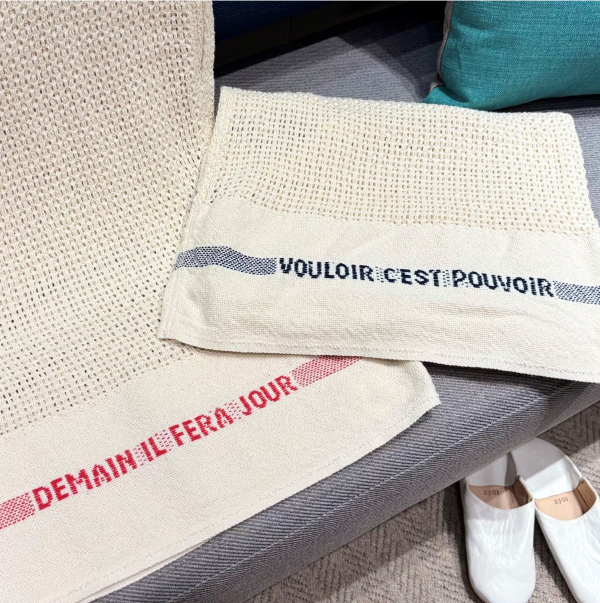 VOULOIR C'EST POUVOIR
DEMAIN IL FERA JOUR